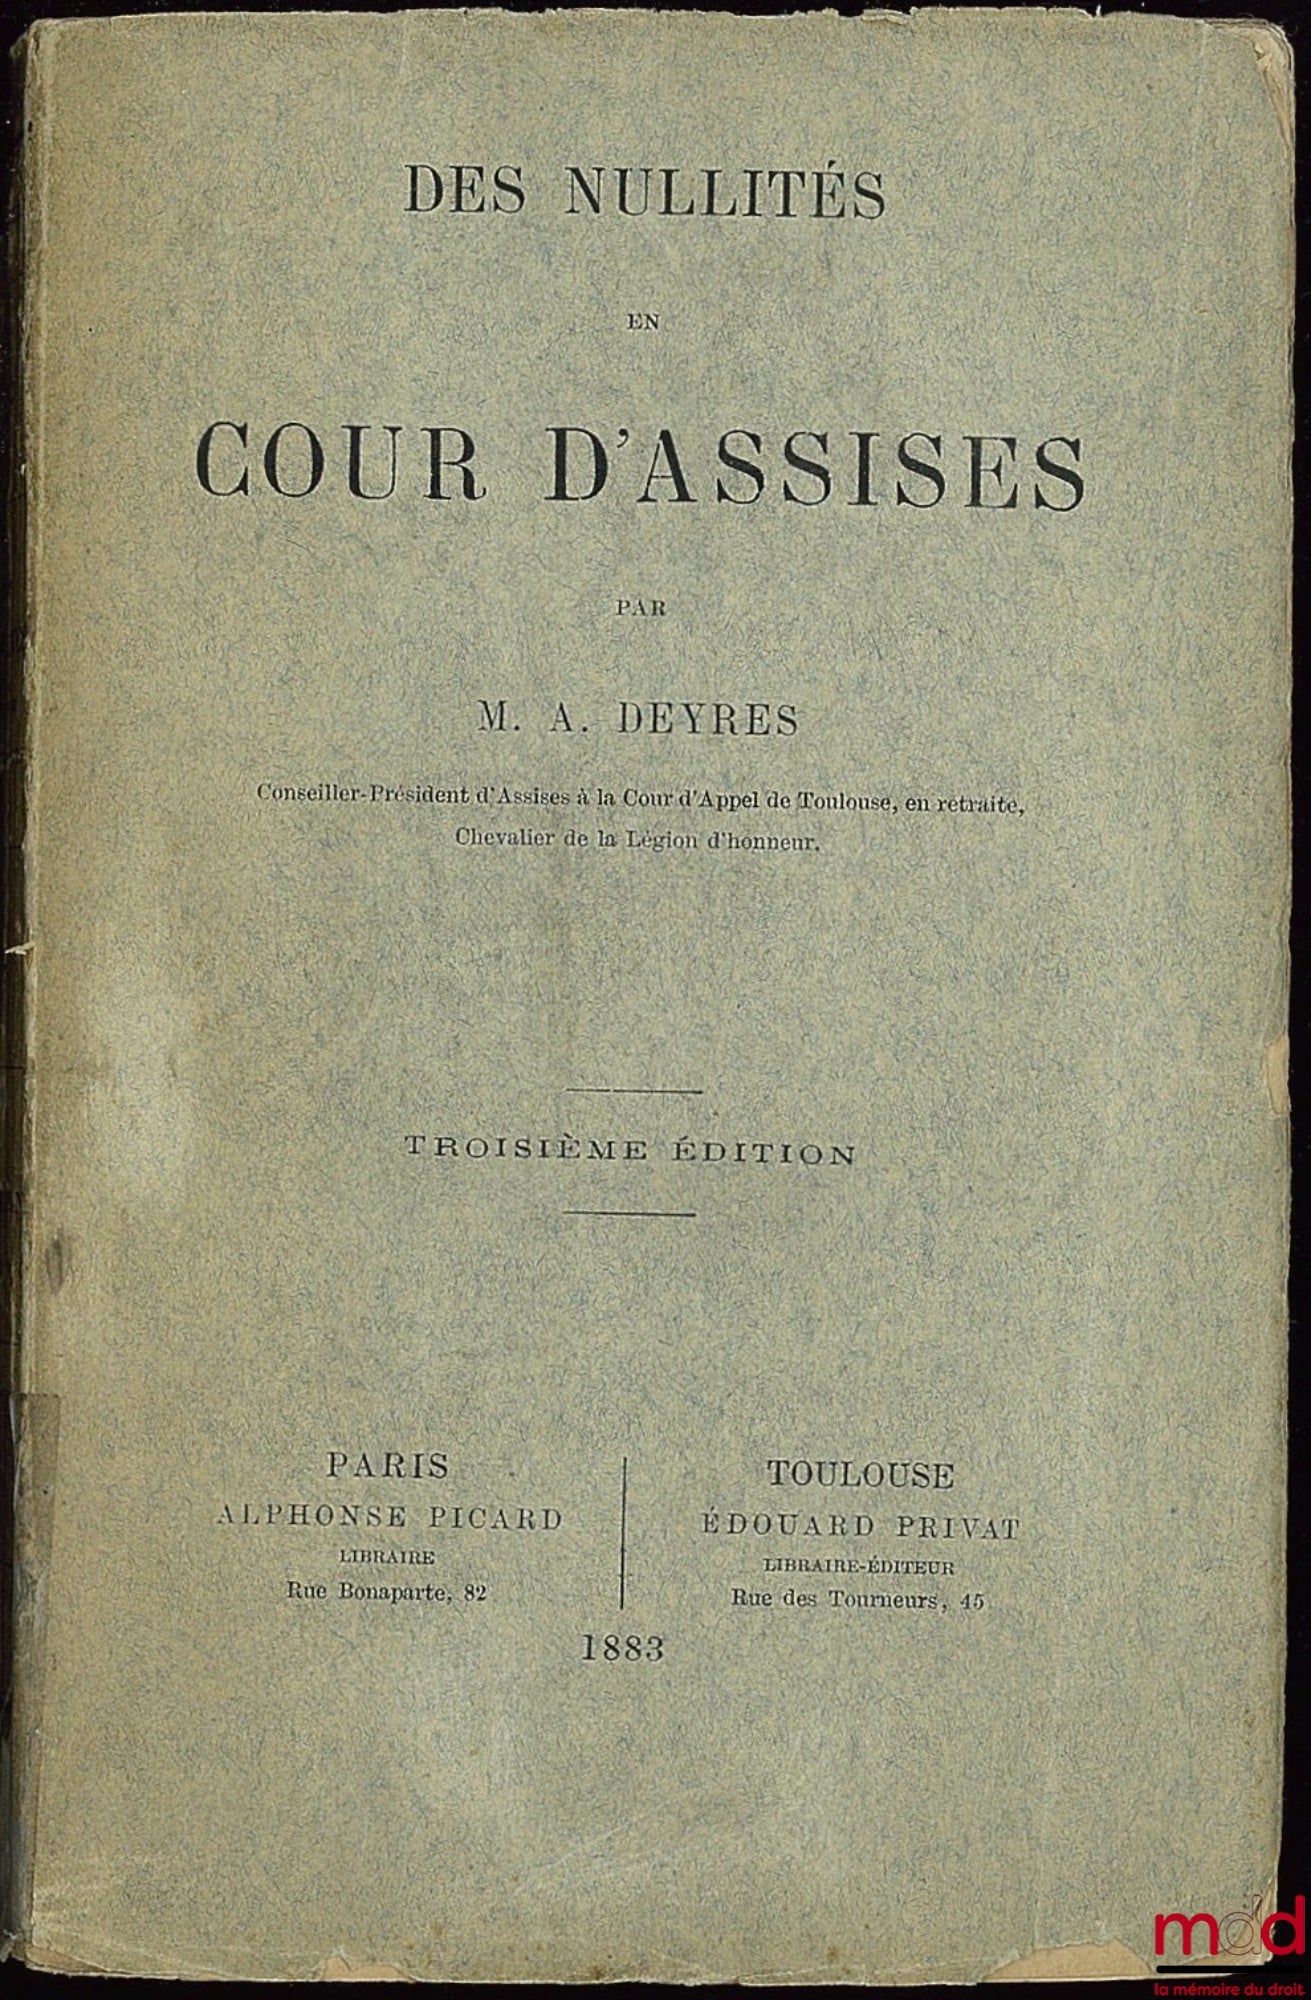 DES NULLITÉS
EN
COUR D'ASSISES
PAR
M. A. DEYRES
Conseiller-Président d'Assises à la Cour d'Appel de Toulouse, en retraite,
Chevalier de la Légion d'honneur.
TROISIÈME ÉDITION
PARIS
ALPHONSE PICARD
LIBRAIRE
Rue Bonaparte, 82
TOULOUSE
ÉDOUARD PRIVAT
LIBRAIRE-ÉDITEUR
Rue des Tourneurs, 45
1883
mdd
la mémoire du droit